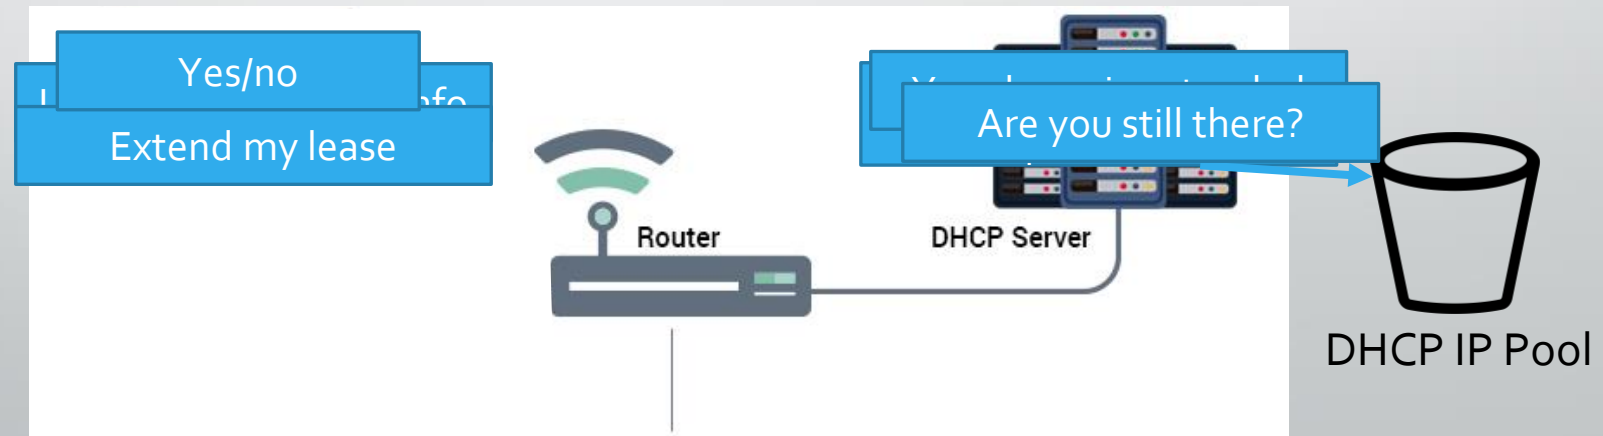 Yes/no
Extend my lease
Are you still there?
Router
DHCP Server
DHCP IP Pool